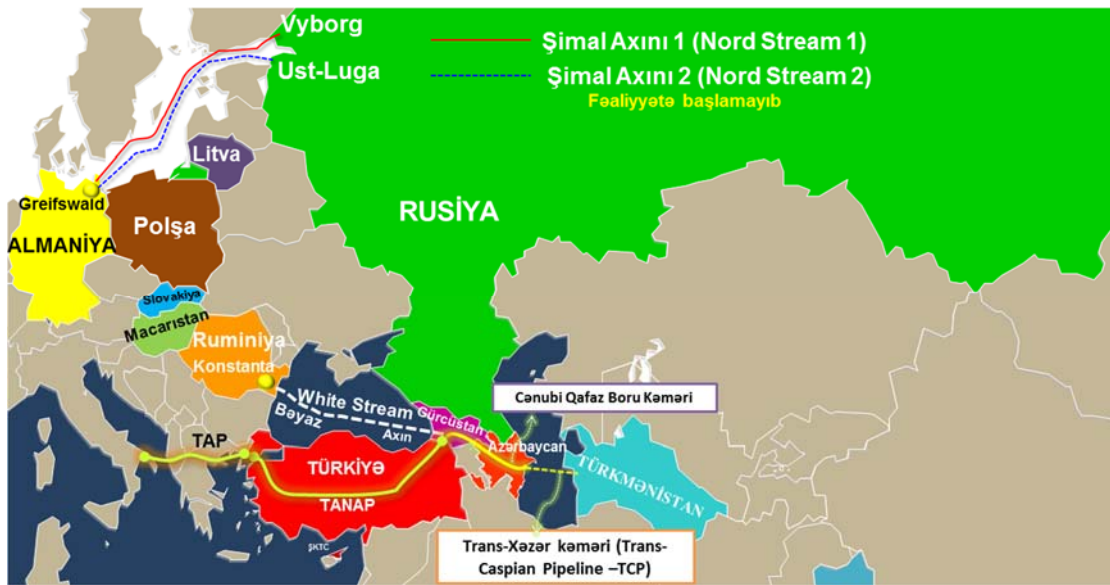 Vyborg
Şimal Axını 1 (Nord Stream 1)
Ust-Luga
Şimal Axını 2 (Nord Stream 2)
Fəaliyyətə başlamayıb
Litva
Greifswald
Polşa
RUSİYA
ALMANİYA
Slovakiya
Macarıstan
Ruminiya
Konstanta
White Stream
Bəyaz
Axın
Gürcüstan
Cənubi Qafaz Boru Kəməri
Azərbaycan
TAP
TÜRKİYƏ
TÜRKMƏNİSTAN
TANAP
ŞKTC
Trans-Xəzər kəməri (Trans-
Caspian Pipeline –TCP)